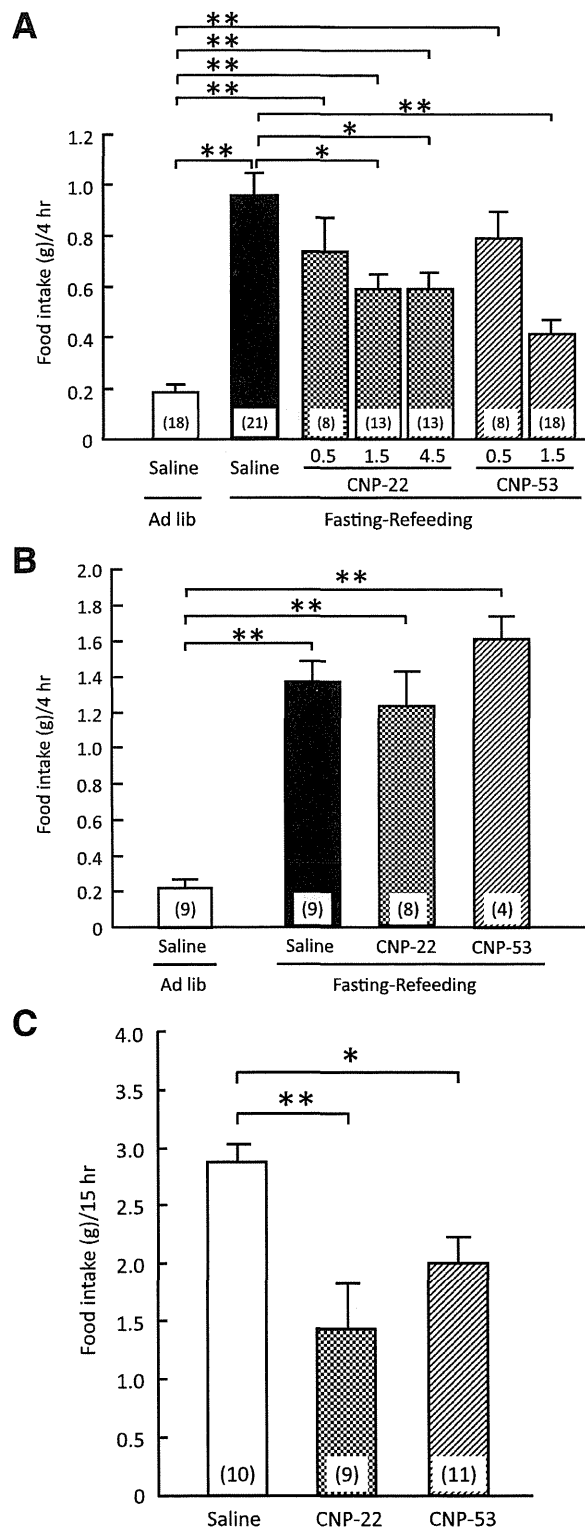 A
**
**
**
**
**
*
** *
Food intake (g)/4 hr
1.2
1.0
0.8
0.6
0.4
0.2
0
(18) (21) (8) (13) (13) (8) (18)
0.5 1.5 4.5 0.5 1.5
Saline Saline CNP-22 CNP-53
Ad lib Fasting-Refeeding
B
**
**
**
Food intake (g)/4 hr
2.0
1.8
1.6
1.4
1.2
1.0
0.8
0.6
0.4
0.2
0
(9) (9) (8) (4)
Saline Saline CNP-22 CNP-53
Ad lib Fasting-Refeeding
C
*
**
Food intake (g)/15 hr
4.0
3.5
3.0
2.5
2.0
1.5
1.0
0.5
0
(10) (9) (11)
Saline CNP-22 CNP-53